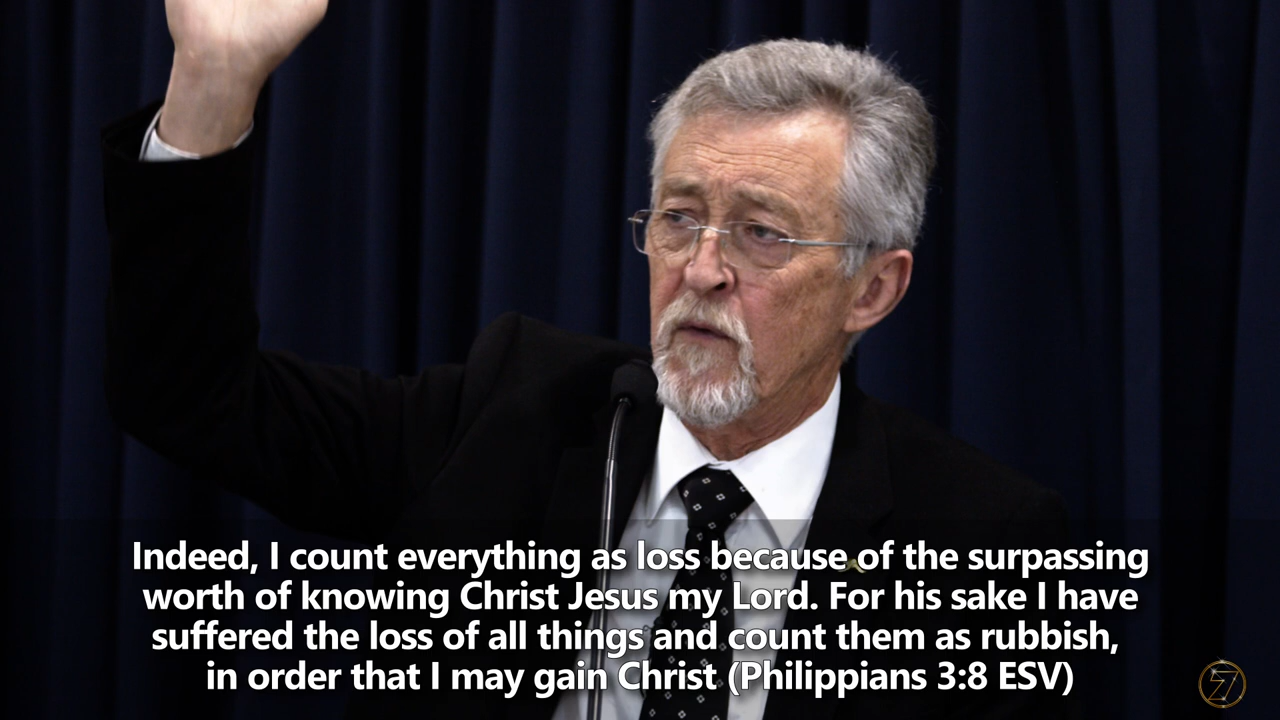 Indeed, I count everything as loss because of the surpassing
worth of knowing Christ Jesus my Lord. For his sake I have
suffered the loss of all things and count them as rubbish,
in order that I may gain Christ (Philippians 3:8 ESV)